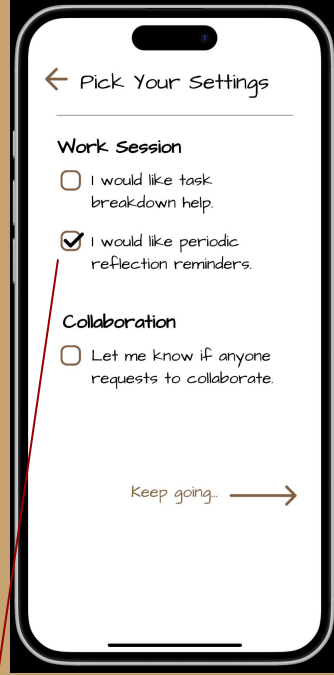 Pick Your Settings
Work Session
I would like task
breakdown help.
I would like periodic
reflection reminders.
Collaboration
Let me know if anyone
requests to collaborate.
Keep going...